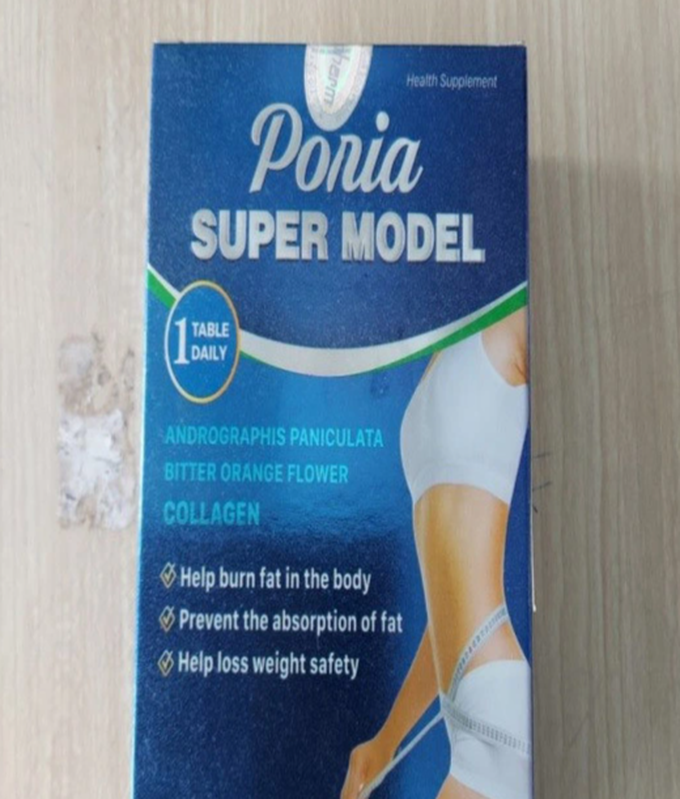 Health Supplement
Poria
SUPER MODEL
1 TABLE
DAILY
ANDROGRAPHIS PANICULATA
BITTER ORANGE FLOWER
COLLAGEN
Help burn fat in the body
Prevent the absorption of fat
Help loss weight safety